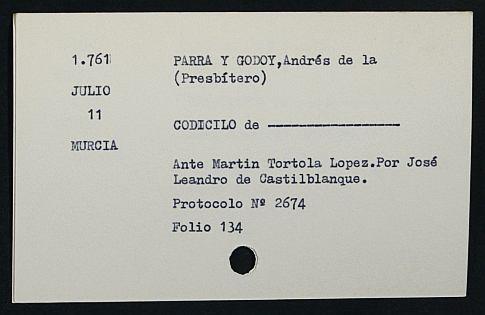 1.761
PARRA Y GODOY,Andrés de la
(Presbítero)
JULIO
11
CODICILO de -------------------
MURCIA
Ante Martin Tortola Lopez.Por José
Leandro de Castilblanque.
Protocolo Nº 2674
Folio 134